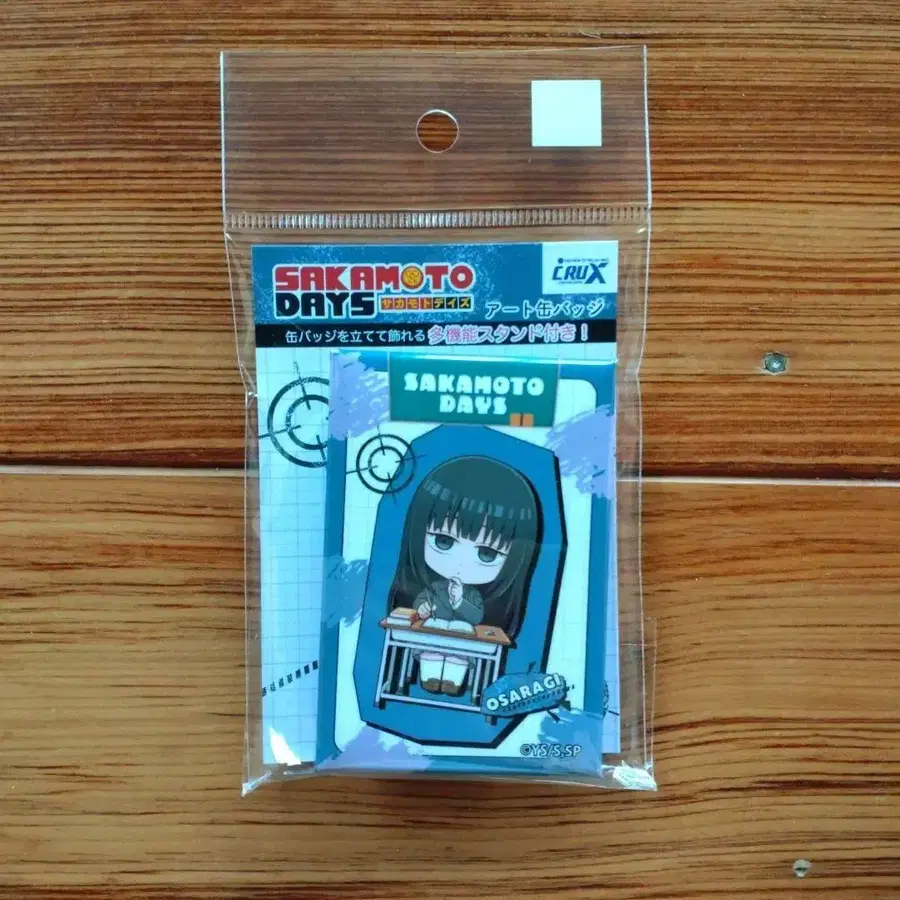 SAKAMOTO
DAYS サカモトデイズ アート缶バッジ
CRUX
缶バッジを立てて飾れる多機能スタンド付き！
SAKAMOTO
DAYS
OSARAGI
©YS/S,SP